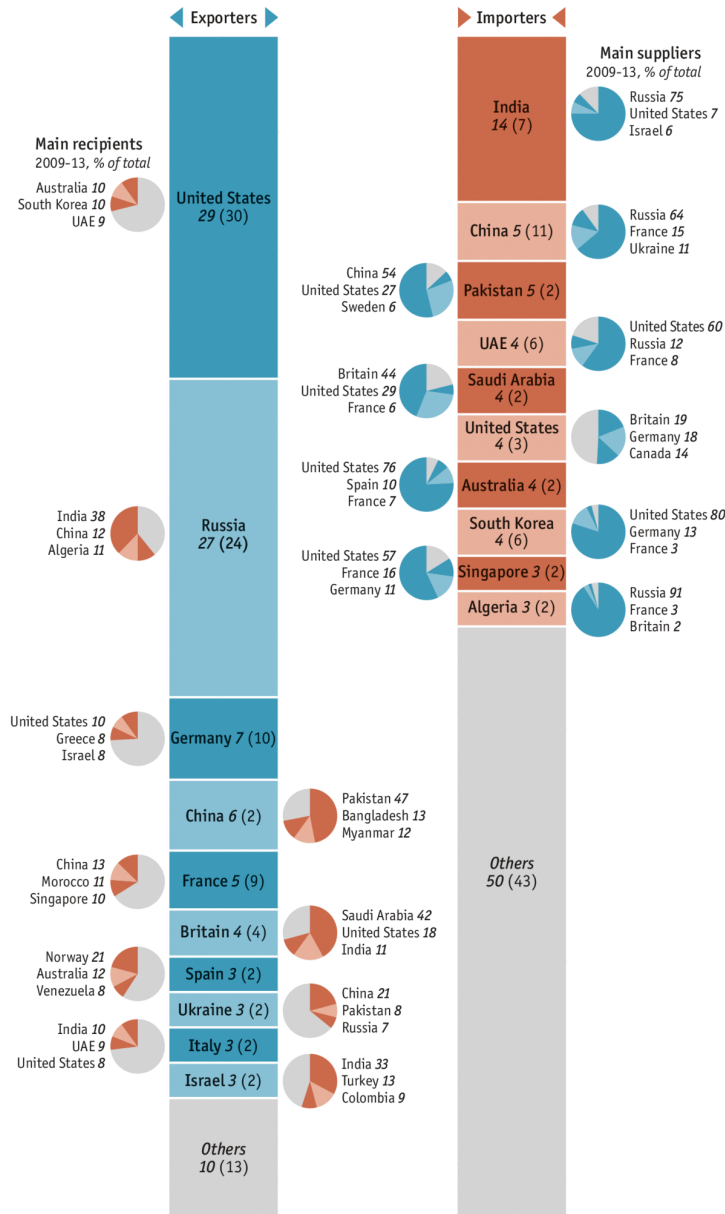 Exporters
Main recipients
2009-13, % of total
United States
29 (30)
Australia 10
South Korea 10
UAE 9
Russia
27 (24)
India 38
China 12
Algeria 11
Germany 7 (10)
United States 10
Greece 8
Israel 8
China 6 (2)
Pakistan 47
Bangladesh 13
Myanmar 12
France 5 (9)
China 13
Morocco 11
Singapore 10
Britain 4 (4)
Saudi Arabia 42
United States 18
India 11
Spain 3 (2)
Norway 21
Australia 12
Venezuela 8
Ukraine 3 (2)
China 21
Pakistan 8
Russia 7
Italy 3 (2)
India 10
UAE 9
United States 8
Israel 3 (2)
India 33
Turkey 13
Colombia 9
Others
10 (13)
Importers
Main suppliers
2009-13, % of total
India
14 (7)
Russia 75
United States 7
Israel 6
China 5 (11)
Russia 64
France 15
Ukraine 11
Pakistan 5 (2)
China 54
United States 27
Sweden 6
UAE 4 (6)
United States 60
Russia 12
France 8
Saudi Arabia
4 (2)
Britain 44
United States 29
France 6
United States
4 (3)
Britain 19
Germany 18
Canada 14
Australia 4 (2)
United States 76
Spain 10
France 7
South Korea
4 (6)
United States 80
Germany 13
France 3
Singapore 3 (2)
United States 57
France 16
Germany 11
Algeria 3 (2)
Russia 91
France 3
Britain 2
Others
50 (43)